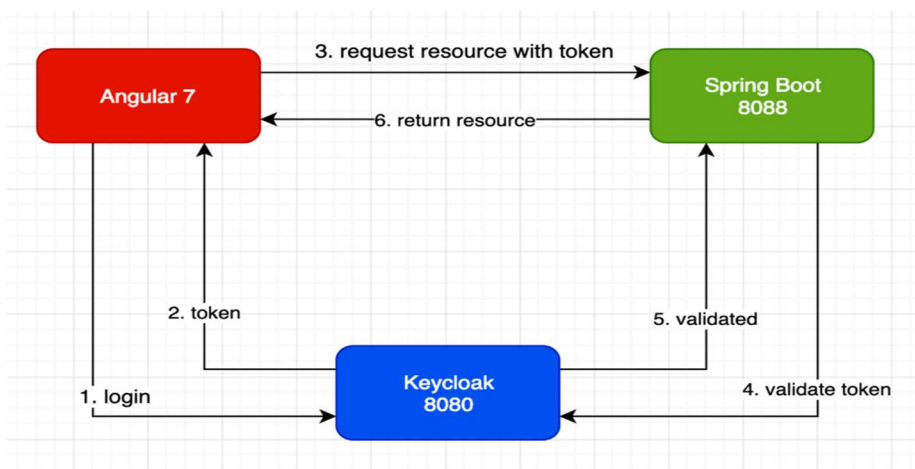 3. request resource with token
Angular 7
Spring Boot
8088
6. return resource
2. token
5. validated
Keycloak
8080
1. login
4. validate token